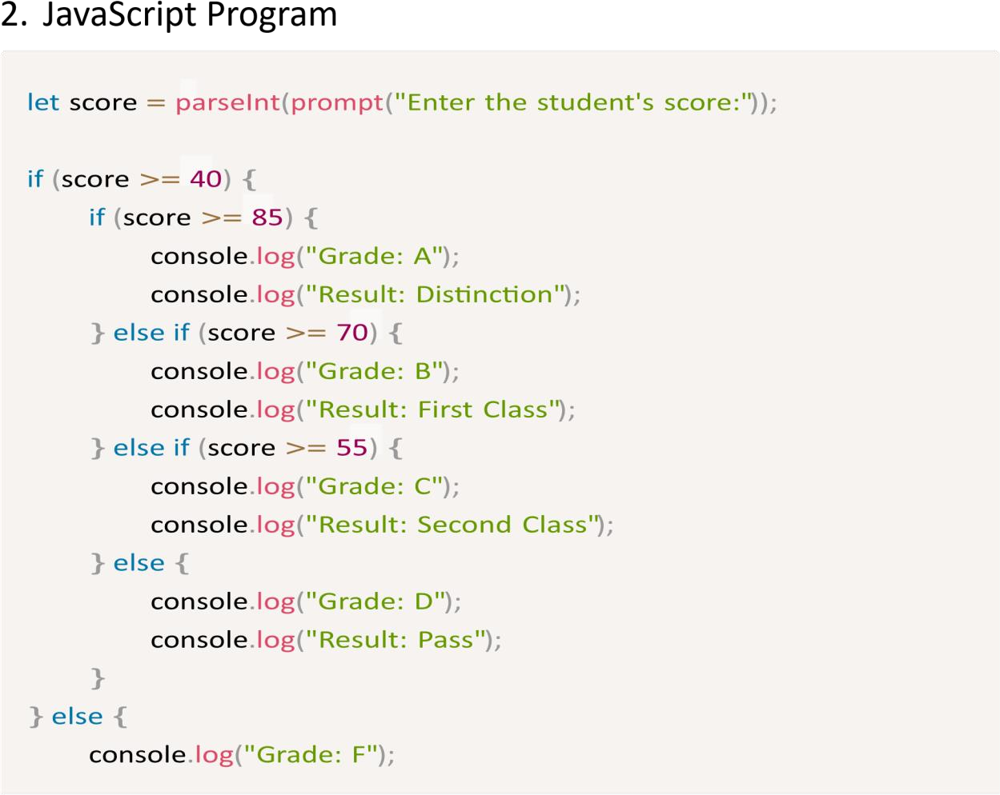 2. JavaScript Program
let score = parseInt(prompt("Enter the student's score:"));
if (score >= 40) {
if (score >= 85) {
console.log("Grade: A");
console.log("Result: Distinction");
} else if (score >= 70) {
console.log("Grade: B");
console.log("Result: First Class");
} else if (score >= 55) {
console.log("Grade: C");
console.log("Result: Second Class");
} else {
console.log("Grade: D");
console.log("Result: Pass");
}
} else {
console.log("Grade: F");